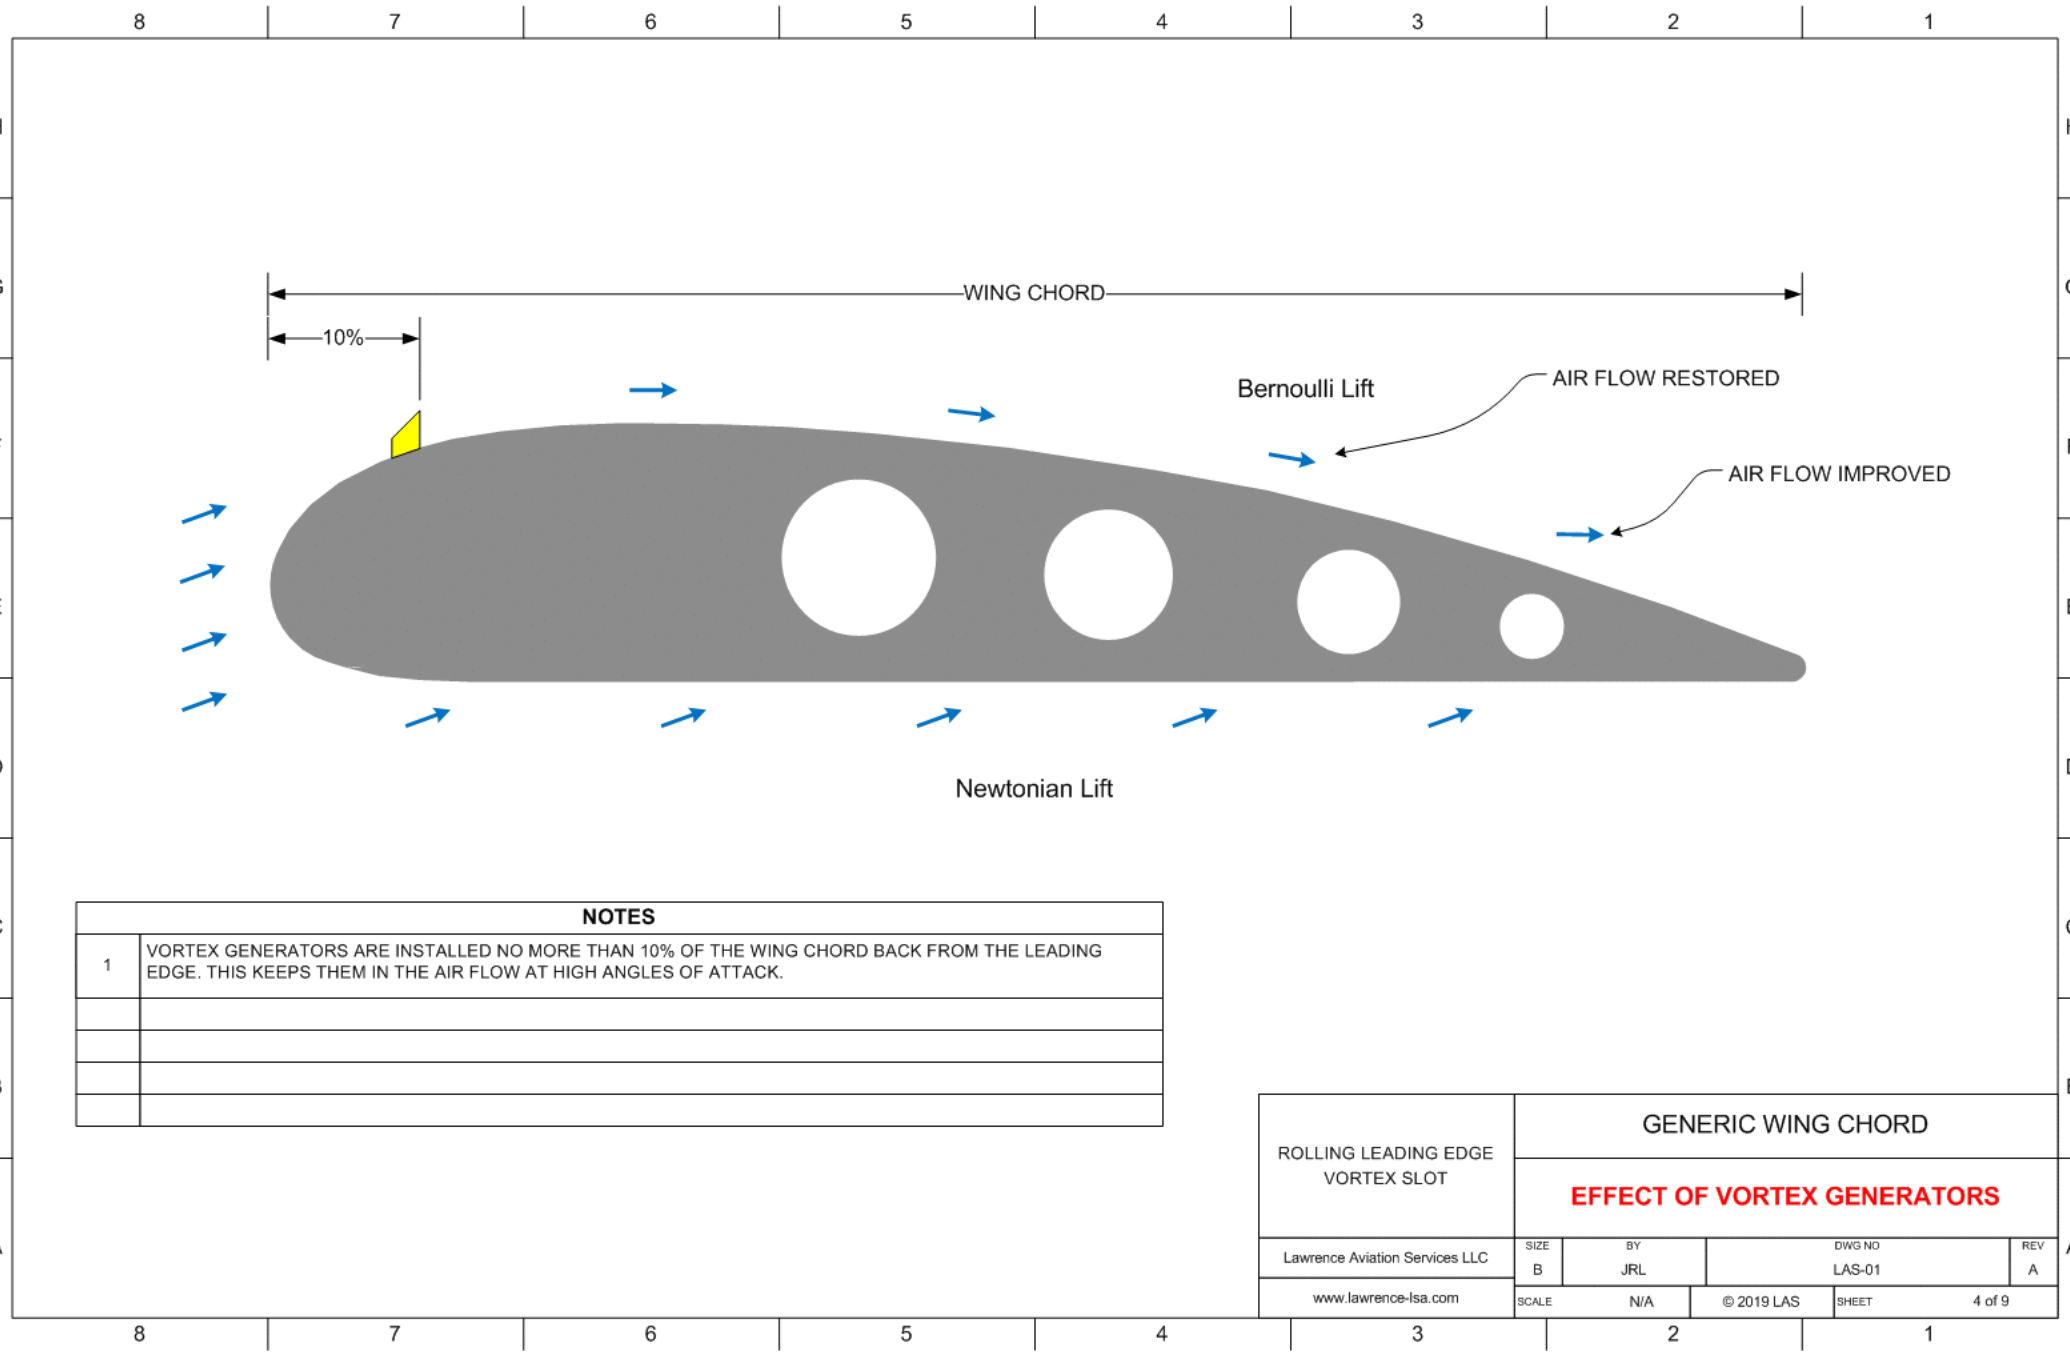 8 7 6 5 4 3 2 1
WING CHORD
10%
Bernoulli Lift
AIR FLOW RESTORED
AIR FLOW IMPROVED
Newtonian Lift
NOTES
1
VORTEX GENERATORS ARE INSTALLED NO MORE THAN 10% OF THE WING CHORD BACK FROM THE LEADING
EDGE. THIS KEEPS THEM IN THE AIR FLOW AT HIGH ANGLES OF ATTACK.
ROLLING LEADING EDGE
VORTEX SLOT
GENERIC WING CHORD
EFFECT OF VORTEX GENERATORS
Lawrence Aviation Services LLC
SIZE BY DWG NO REV
B JRL LAS-01 A
www.lawrence-lsa.com
SCALE N/A © 2019 LAS SHEET 4 of 9
8 7 6 5 4 3 2 1